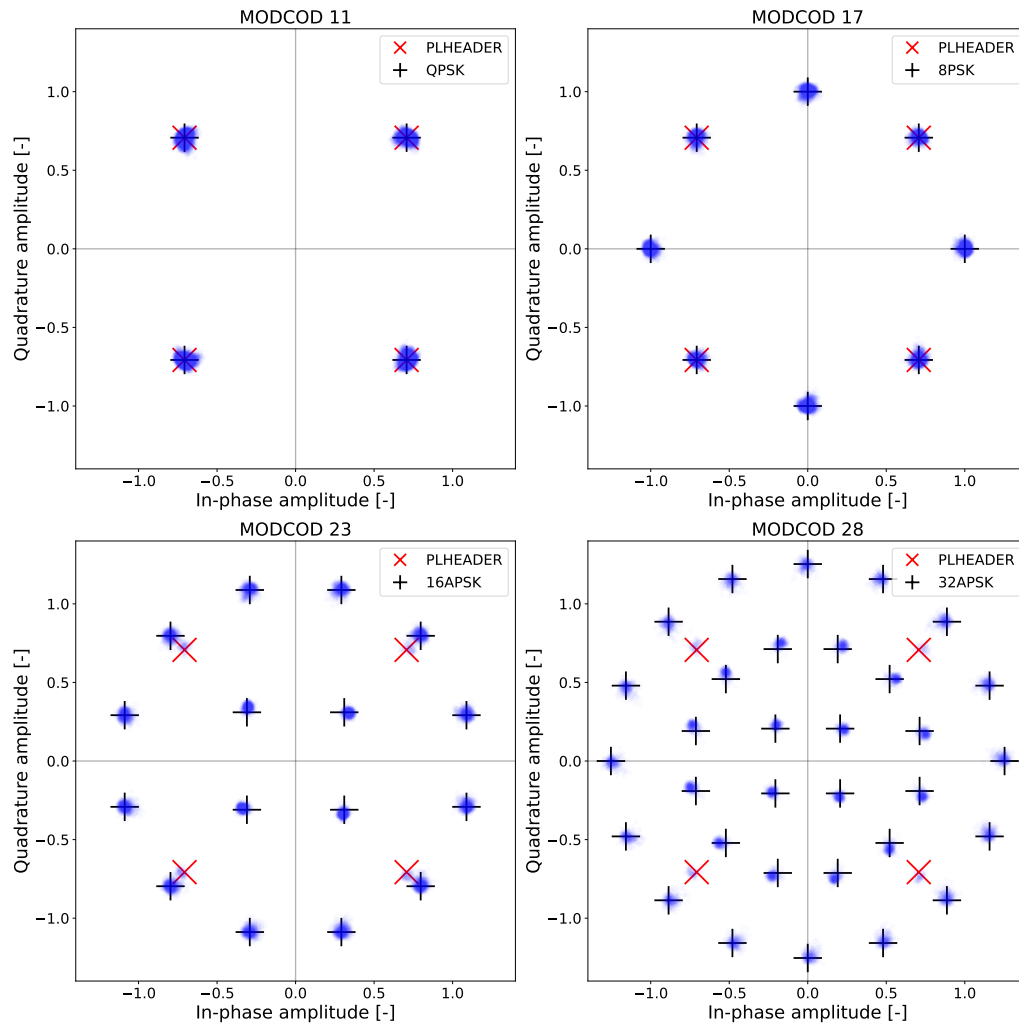 MODCOD 11
PLHEADER
QPSK
Quadrature amplitude [-]
1.0
0.5
0.0
−0.5
−1.0
−1.0 −0.5 0.0 0.5 1.0
In-phase amplitude [-]
MODCOD 17
PLHEADER
8PSK
Quadrature amplitude [-]
1.0
0.5
0.0
−0.5
−1.0
−1.0 −0.5 0.0 0.5 1.0
In-phase amplitude [-]
MODCOD 23
PLHEADER
16APSK
Quadrature amplitude [-]
1.0
0.5
0.0
−0.5
−1.0
−1.0 −0.5 0.0 0.5 1.0
In-phase amplitude [-]
MODCOD 28
PLHEADER
32APSK
Quadrature amplitude [-]
1.0
0.5
0.0
−0.5
−1.0
−1.0 −0.5 0.0 0.5 1.0
In-phase amplitude [-]